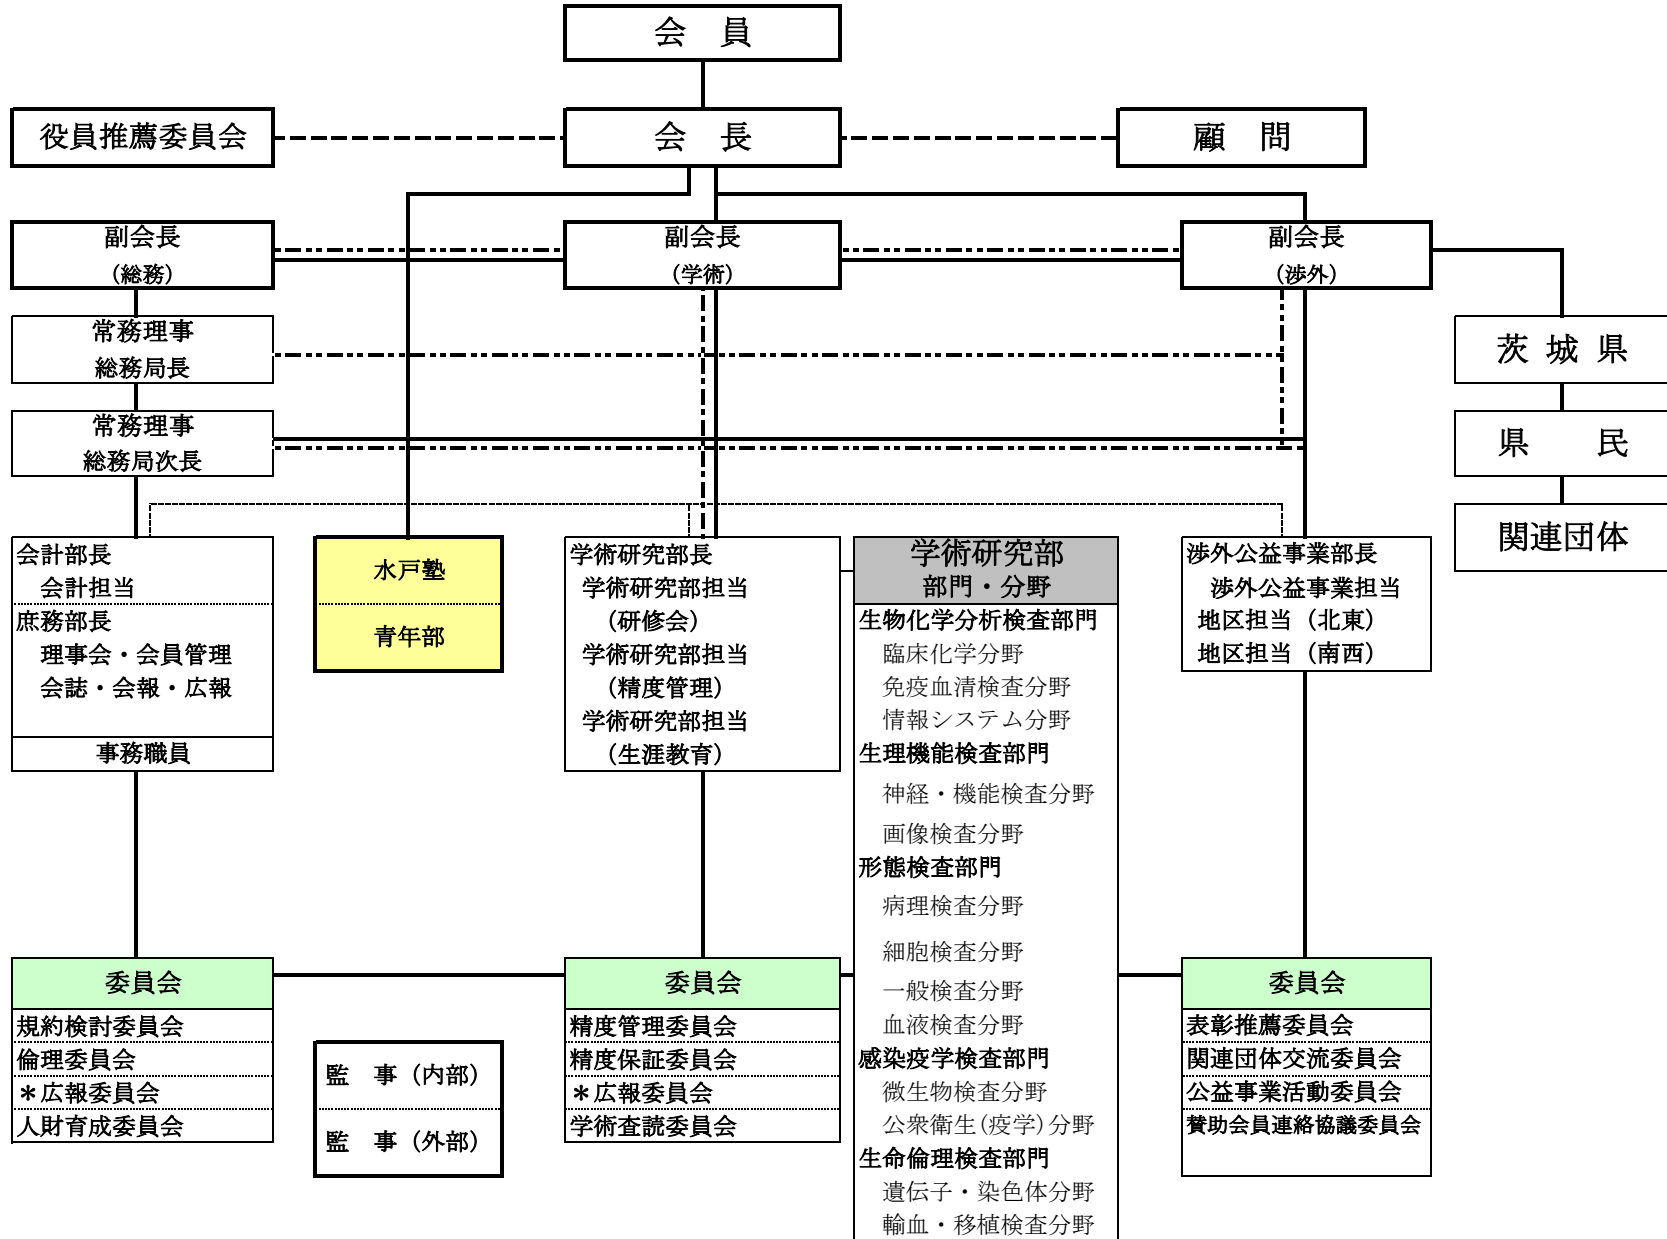 会　員
役員推薦委員会
会　長
顧　問
副会長
（総務）
副会長
（学術）
副会長
（渉外）
常務理事
総務局長
常務理事
総務局次長
茨 城 県
県　　民
関連団体
会計部長
会計担当
庶務部長
理事会・会員管理
会誌・会報・広報
事務職員
水戸塾
青年部
学術研究部長
学術研究部担当
（研修会）
学術研究部担当
（精度管理）
学術研究部担当
（生涯教育）
学術研究部
部門・分野
生物化学分析検査部門
臨床化学分野
免疫血清検査分野
情報システム分野
生理機能検査部門
神経・機能検査分野
画像検査分野
形態検査部門
病理検査分野
細胞検査分野
一般検査分野
血液検査分野
感染疫学検査部門
微生物検査分野
公衆衛生(疫学)分野
生命倫理検査部門
遺伝子・染色体分野
輸血・移植検査分野
渉外公益事業部長
渉外公益事業担当
地区担当（北東）
地区担当（南西）
委員会
規約検討委員会
倫理委員会
＊広報委員会
人財育成委員会
監　事（内部）
監　事（外部）
委員会
精度管理委員会
精度保証委員会
＊広報委員会
学術査読委員会
委員会
表彰推薦委員会
関連団体交流委員会
公益事業活動委員会
賛助会員連絡協議委員会